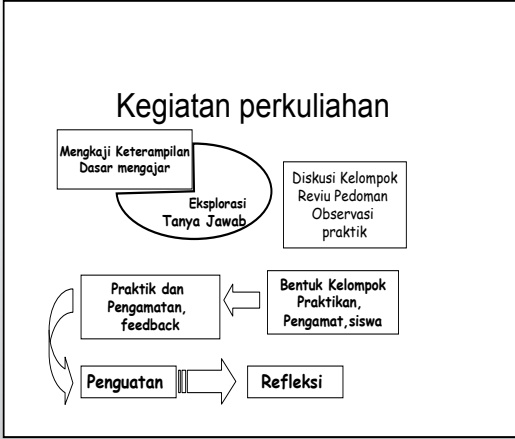 Kegiatan perkuliahan
Mengkaji Keterampilan
Dasar mengajar
Eksplorasi
Tanya Jawab
Diskusi Kelompok
Reviu Pedoman
Observasi
praktik
Bentuk Kelompok
Praktikan,
Pengamat,siswa
Praktik dan
Pengamatan,
feedback
Penguatan
Refleksi